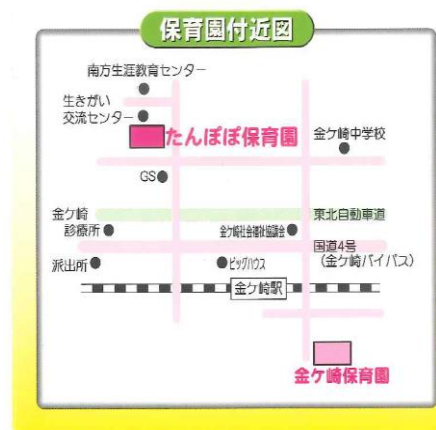 保育園付近図
南方生涯教育センター
生きがい
交流センター
たんぽぽ保育園
金ケ崎中学校
GS
金ケ崎
診療所
東北自動車道
金ケ崎社会福祉協議会
国道4号
(金ケ崎バイパス)
派出所
ビッグハウス
金ケ崎駅
金ケ崎保育園